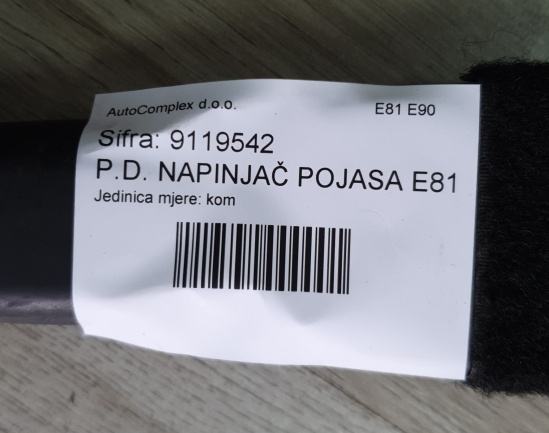 AutoComplex d.o.o. E81 E90
Sifra: 9119542
P.D. NAPINJAČ POJASA E81
Jedinica mjere: kom